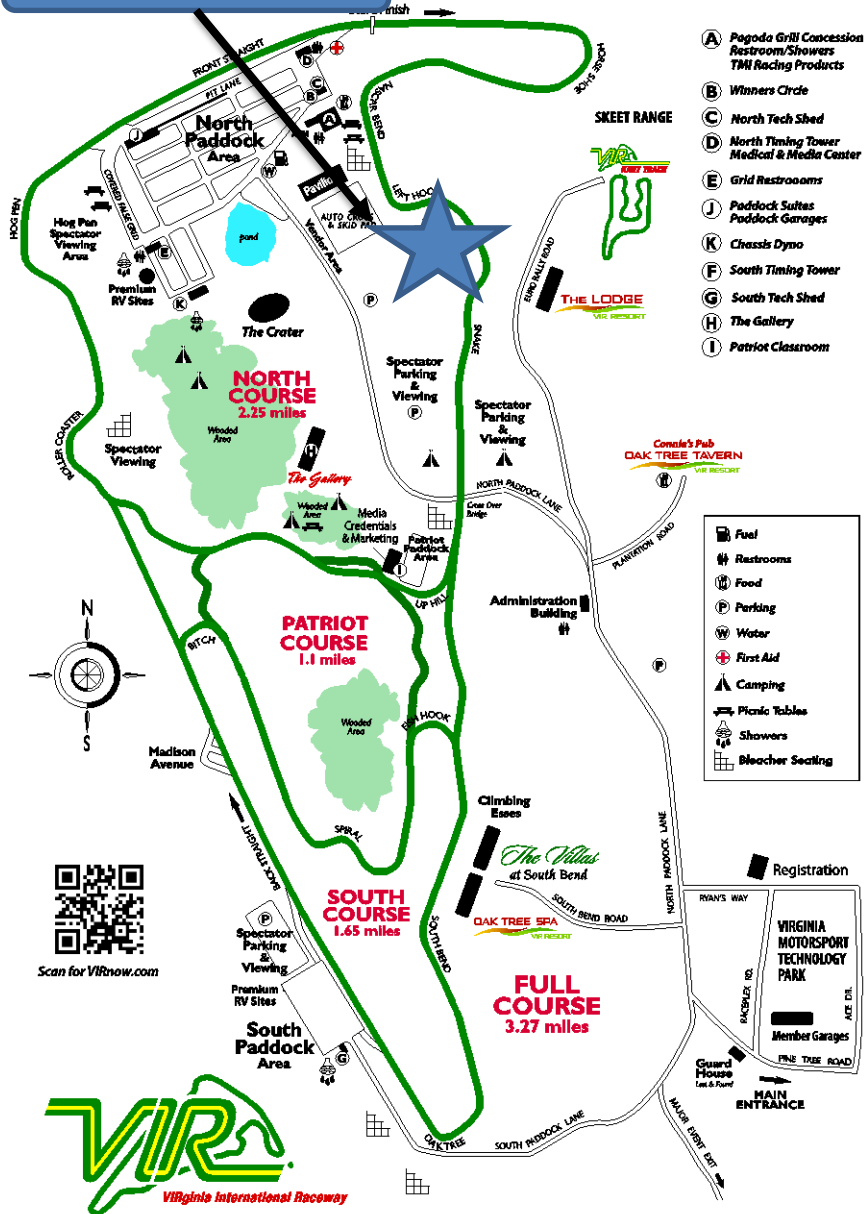 Finish
FRONT STRAIGHT
PIT LANE
HORSE SHOE
NASCAR BEND
LEFT HOOK
SNAKE
HOG PEN
ROLLER COASTER
COVERED FALSE GRID
North
Paddock
Area
D
C
B
A
J
W
Pavilion
AUTO CROSS
& SKID PAD
Vendor Area
pond
Hog Pen
Spectator
Viewing
Area
E
Premium
RV Sites
K
The Crater
P
SKEET RANGE
VIR
KART TRACK
EURO RALLY ROAD
THE LODGE
VIR RESORT
A Pagoda Grill Concession
Restroom/Showers
TMI Racing Products
B Winners Circle
C North Tech Shed
D North Timing Tower
Medical & Media Center
E Grid Restrooms
J Paddock Suites
Paddock Garages
K Chassis Dyno
F South Timing Tower
G South Tech Shed
H The Gallery
I Patriot Classroom
NORTH
COURSE
2.25 miles
Wooded
Area
Spectator
Viewing
H
The Gallery
Spectator
Parking
&
Viewing
P
Spectator
Parking
&
Viewing
NORTH PADDOCK LANE
Cross Over
Bridge
Connie's Pub
OAK TREE TAVERN
VIR RESORT
PLANTATION ROAD
Wooded
Area
Media
Credentials
& Marketing
Patriot
Paddock
Area
I
UP HILL
Administration
Building
P
Fuel
Restrooms
Food
P Parking
W Water
First Aid
Camping
Picnic Tables
Showers
Bleacher Seating
N
S
BITCH
PATRIOT
COURSE
1.1 miles
Wooded
Area
FISH HOOK
SPIRAL
Madison
Avenue
BACK STRAIGHT
Climbing
Esses
The Villas
at South Bend
SOUTH BEND ROAD
OAK TREE SPA
VIR RESORT
NORTH PADDOCK LANE
Registration
RYAN'S WAY
RACEPLEX RD.
ACE DR.
VIRGINIA
MOTORSPORT
TECHNOLOGY
PARK
Member Garages
PINE TREE ROAD
Guard
House
Lost & Found
MAIN
ENTRANCE
MAJOR EVENT EXIT
SOUTH
COURSE
1.65 miles
SOUTH BEND
FULL
COURSE
3.27 miles
Scan for VIRnow.com
P
Spectator
Parking
&
Viewing
Premium
RV Sites
South
Paddock
Area
G
OAK TREE
SOUTH PADDOCK LANE
VIR
VIRginia International Raceway